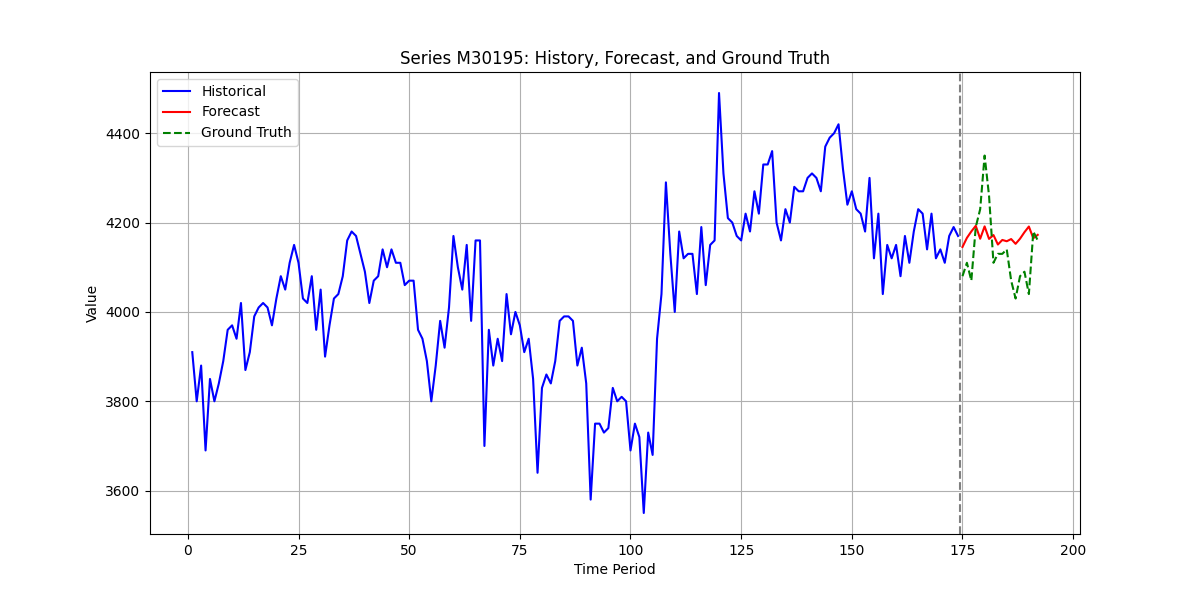 Series M30195: History, Forecast, and Ground Truth
Historical
Forecast
Ground Truth
4400
4200
4000
3800
3600
Value
0 25 50 75 100 125 150 175 200
Time Period